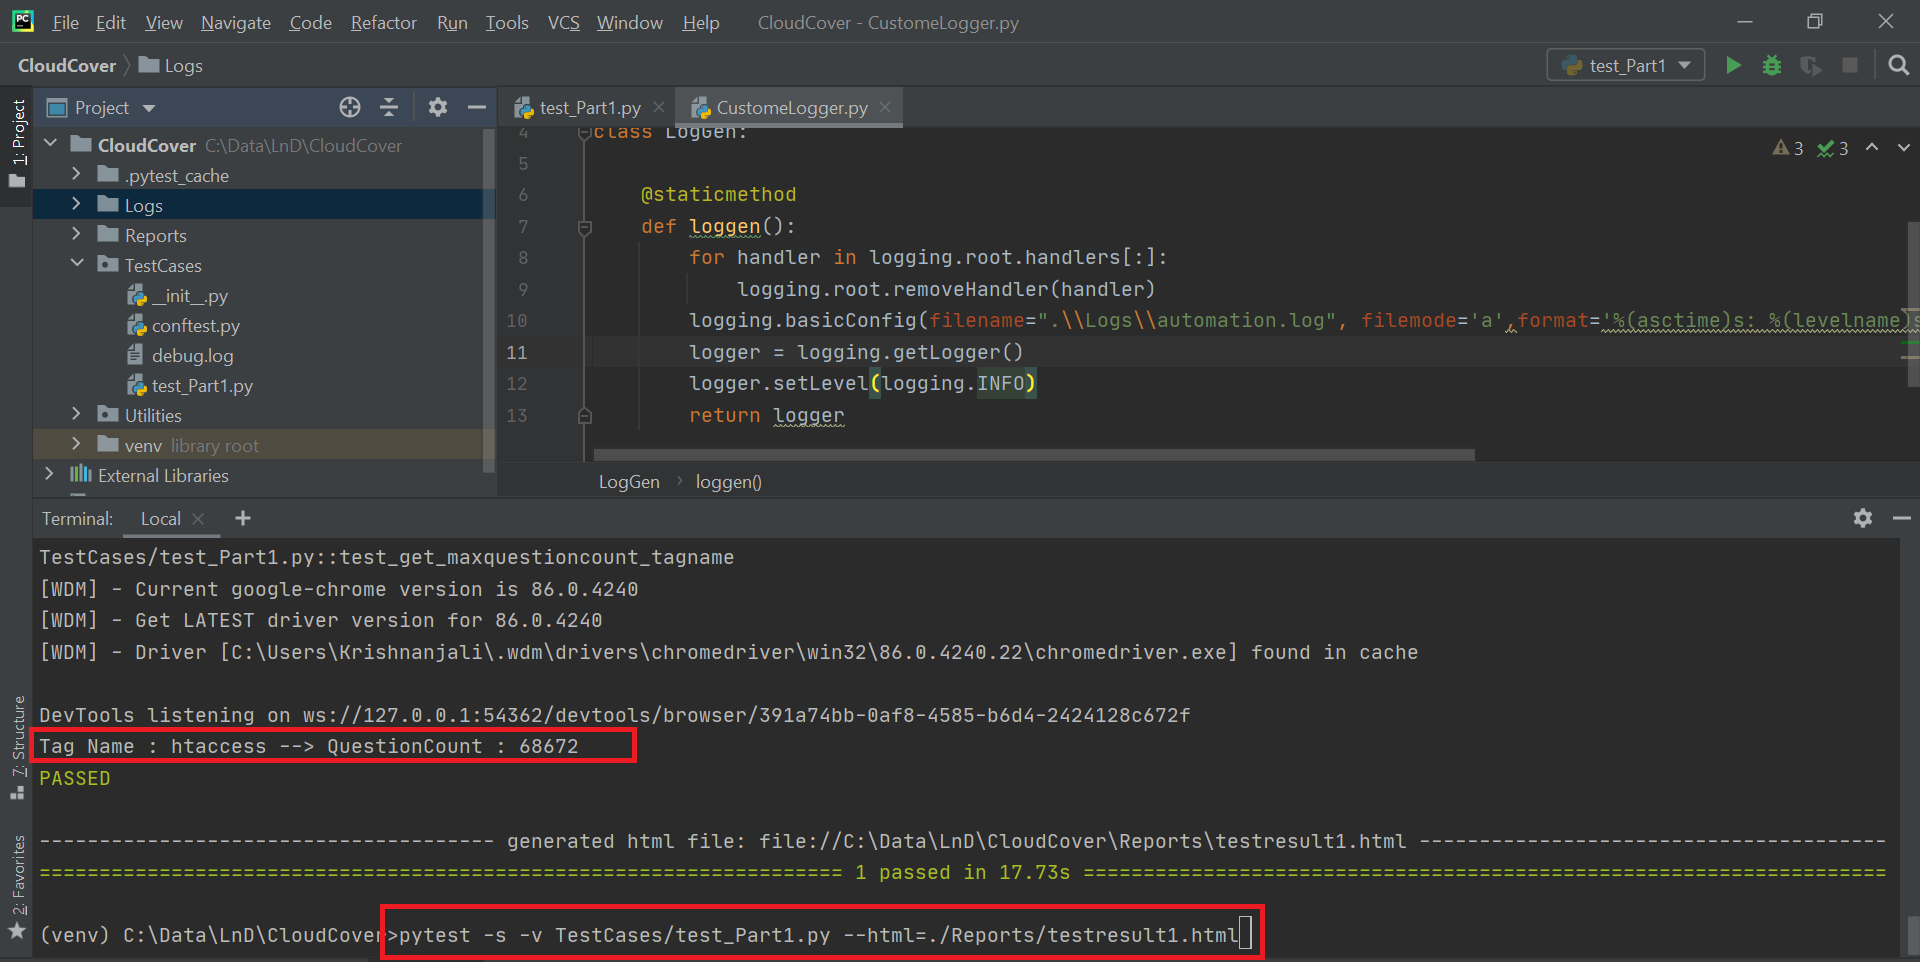 PC File Edit View Navigate Code Refactor Run Tools VCS Window Help CloudCover - CustomeLogger.py
CloudCover Logs test_Part1
1: Project
Project
test_Part1.py CustomeLogger.py
CloudCover C:\Data\LnD\CloudCover
.pytest_cache
Logs
Reports
TestCases
__init__.py
conftest.py
debug.log
test_Part1.py
Utilities
venv library root
External Libraries
3 3
4 class LogGen:
5
6 @staticmethod
7 def loggen():
8 for handler in logging.root.handlers[:]:
9 logging.root.removeHandler(handler)
10 logging.basicConfig(filename=".\\Logs\\automation.log", filemode='a',format='%(asctime)s: %(levelname)s
11 logger = logging.getLogger()
12 logger.setLevel(logging.INFO)
13 return logger
LogGen loggen()
Terminal: Local
TestCases/test_Part1.py::test_get_maxquestioncount_tagname
[WDM] - Current google-chrome version is 86.0.4240
[WDM] - Get LATEST driver version for 86.0.4240
[WDM] - Driver [C:\Users\Krishnanjali\.wdm\drivers\chromedriver\win32\86.0.4240.22\chromedriver.exe] found in cache
DevTools listening on ws://127.0.0.1:54362/devtools/browser/391a74bb-0af8-4585-b6d4-2424128c672f
Tag Name : htaccess --> QuestionCount : 68672
PASSED
7: Structure
2: Favorites
-------------------------------------- generated html file: file://C:\Data\LnD\CloudCover\Reports\testresult1.html ---------------------------------------
=================================================================== 1 passed in 17.73s ===================================================================
(venv) C:\Data\LnD\CloudCover>pytest -s -v TestCases/test_Part1.py --html=./Reports/testresult1.html